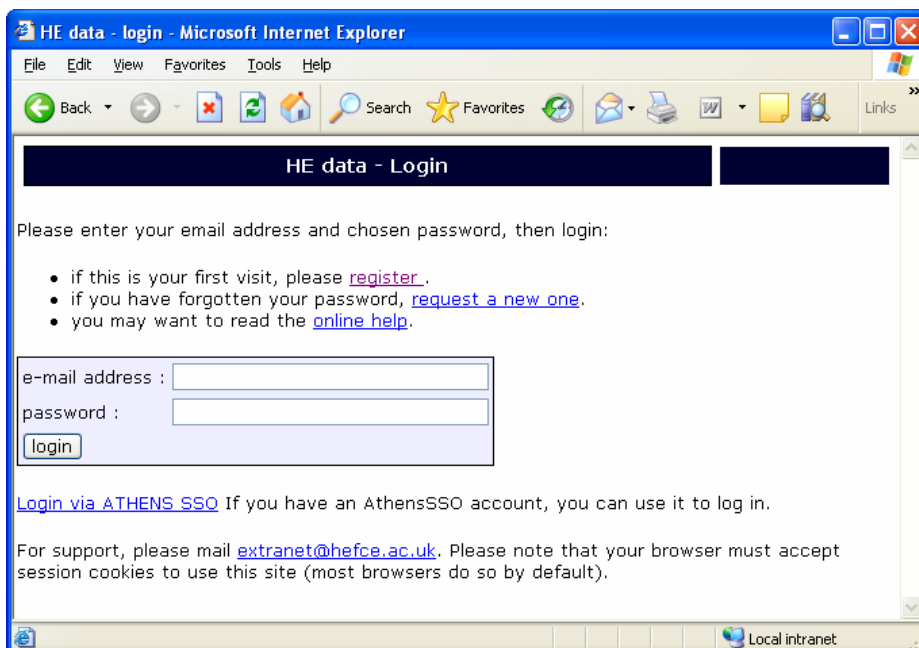 HE data - login - Microsoft Internet Explorer
File Edit View Favorites Tools Help
Back Search Favorites W Links »
HE data - Login
Please enter your email address and chosen password, then login:
• if this is your first visit, please register .
• if you have forgotten your password, request a new one.
• you may want to read the online help.
e-mail address :
password :
login
Login via ATHENS SSO If you have an AthensSSO account, you can use it to log in.
For support, please mail extranet@hefce.ac.uk. Please note that your browser must accept
session cookies to use this site (most browsers do so by default).
Local intranet